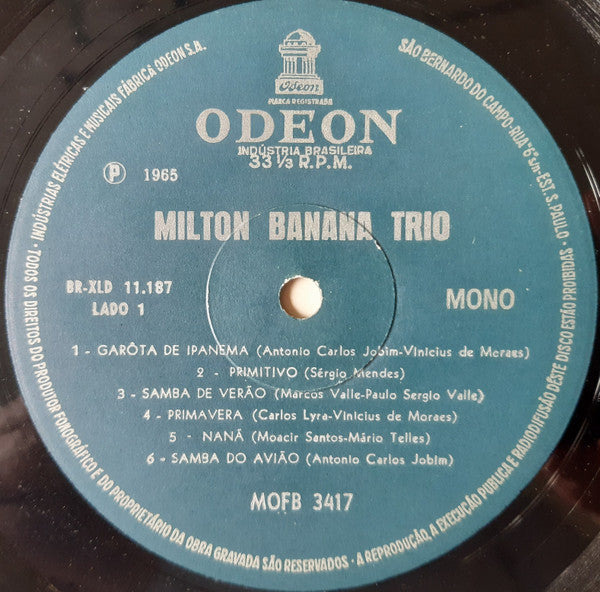 Odeon
MARCA REGISTRADA
ODEON
INDÚSTRIA BRASILEIRA
33 1/3 R.P.M.
Ⓟ 1965
MILTON BANANA TRIO
BR-XLD 11.187
LADO 1
MONO
1 - GARÔTA DE IPANEMA (Antonio Carlos Jobim-Vinicius de Moraes)
2 - PRIMITIVO (Sérgio Mendes)
3 - SAMBA DE VERÃO (Marcos Valle-Paulo Sergio Valle)
4 - PRIMAVERA (Carlos Lyra-Vinicius de Moraes)
5 - NANÃ (Moacir Santos-Mário Telles)
6 - SAMBA DO AVIÃO (Antonio Carlos Jobim)
MOFB 3417
· TODOS OS DIREITOS DO PRODUTOR FONOGRÁFICO E DO PROPRIETÁRIO DA OBRA GRAVADA SÃO RESERVADOS · A REPRODUÇÃO, A EXECUÇÃO PUBLICA E RADIODIFUSÃO DÊSTE DISCO ESTÃO PROIBIDAS ·
INDÚSTRIAS ELÉTRICAS E MUSICAIS FÁBRICA ODEON S.A.
SÃO BERNARDO DO CAMPO · RUA "6" s/n · EST. S. PAULO